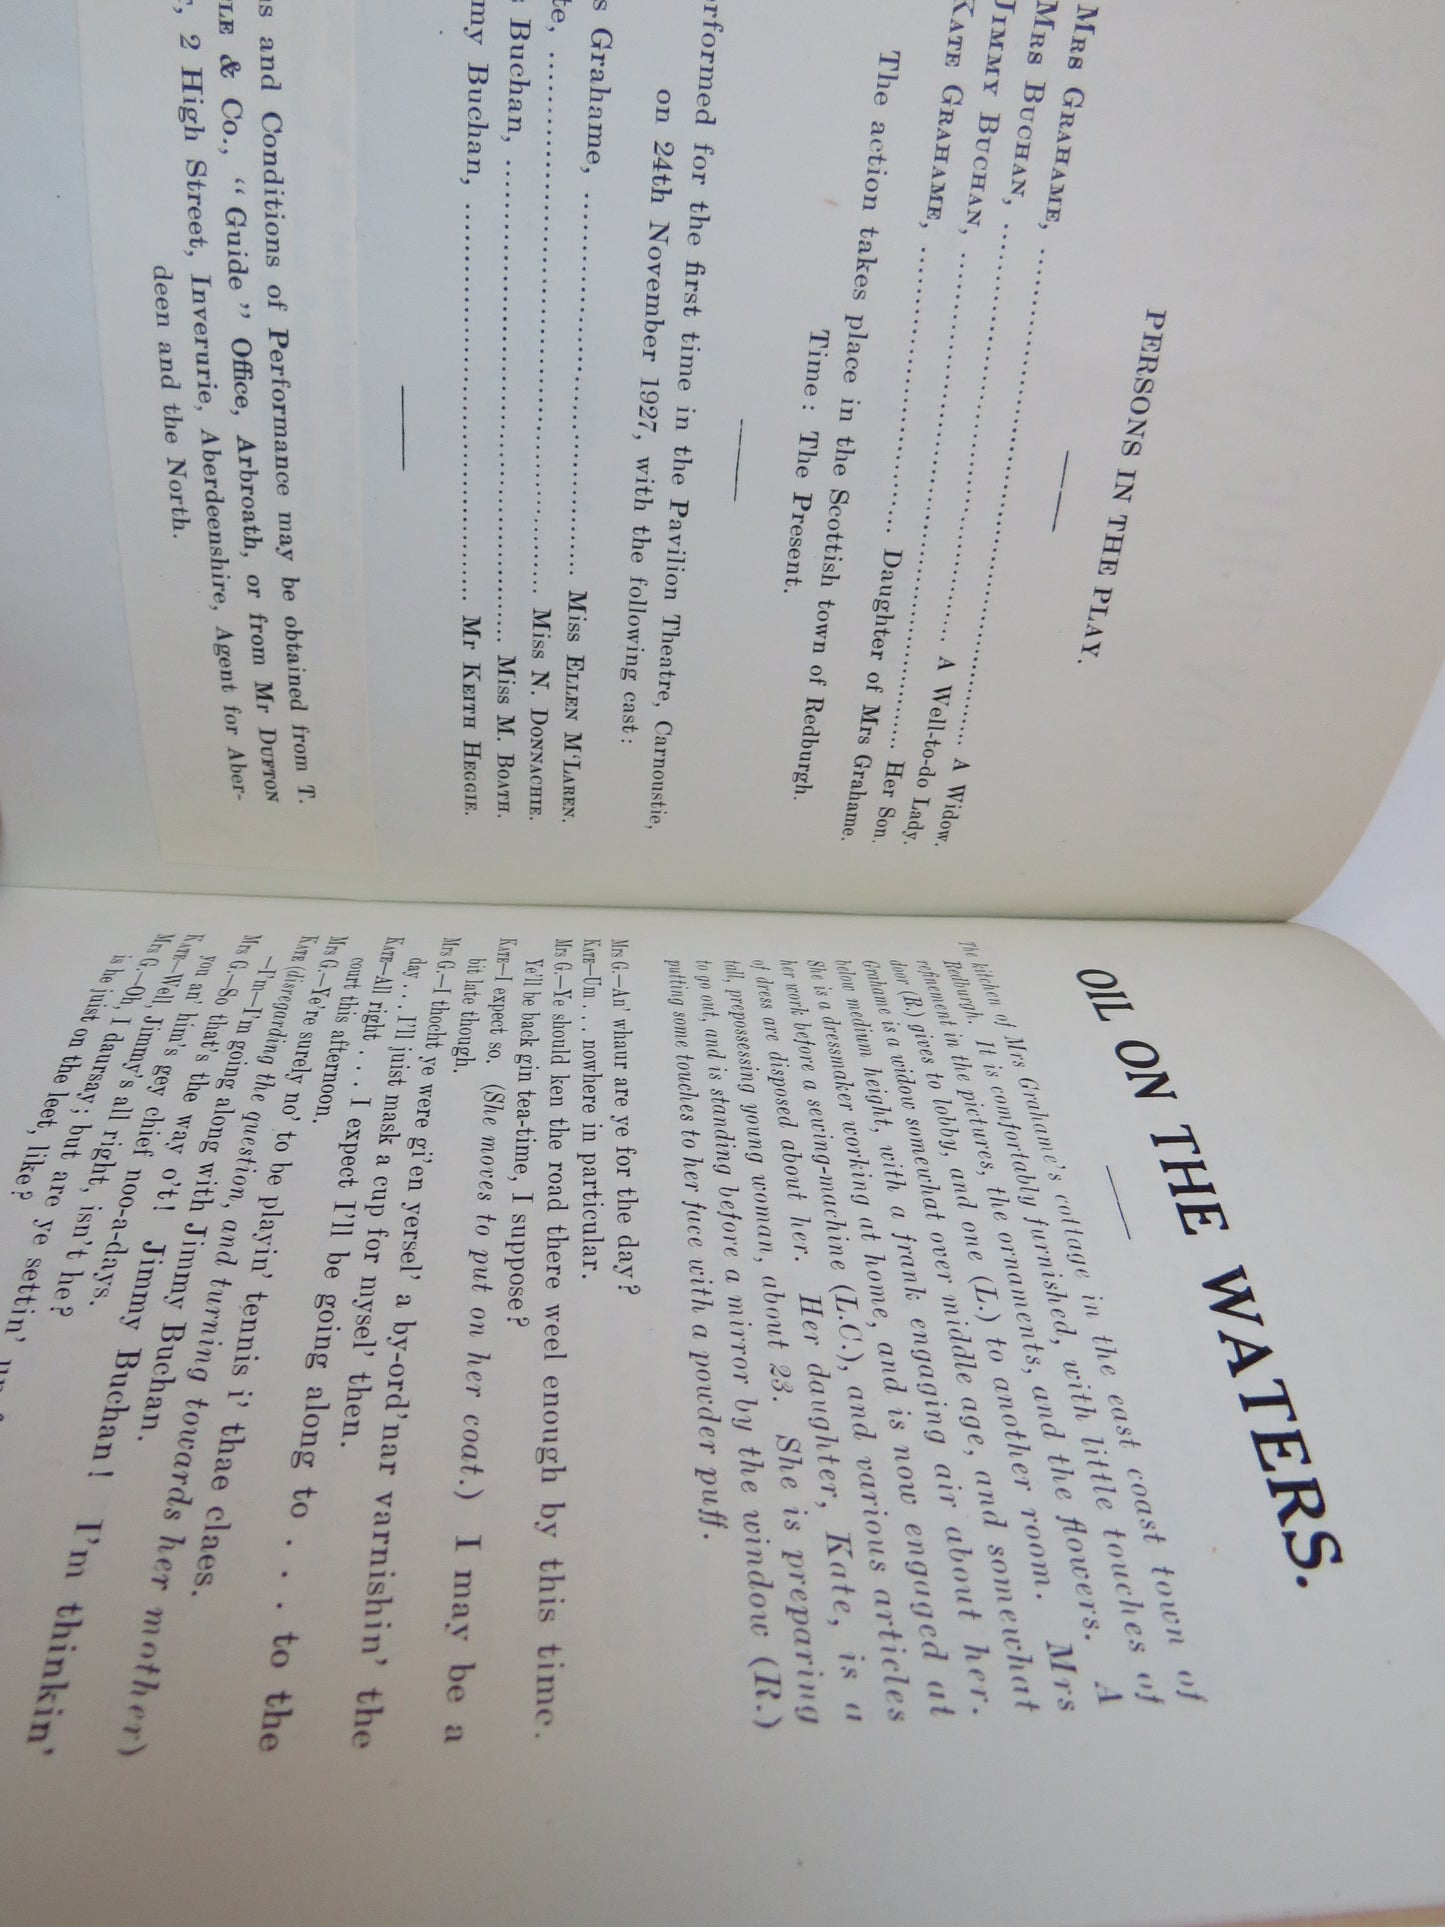 PERSONS IN THE PLAY.
MRS GRAHAME, .......... A Widow.
MRS BUCHAN, .......... A Well-to-do Lady.
JIMMY BUCHAN, .......... Her Son.
KATE GRAHAME, .......... Daughter of Mrs Grahame.
The action takes place in the Scottish town of Redburgh.
Time: The Present.
for the first time in the Pavilion Theatre, Carnoustie,
on 24th November 1927, with the following cast:
Grahame, .......... Miss ELLEN M'LAREN.
.......... Miss N. DONNACHIE.
Buchan, .......... Miss M. BOATH.
Buchan, .......... Mr KEITH HEGGIE.
and Conditions of Performance may be obtained from T.
& Co., "Guide" Office, Arbroath, or from Mr DUFTON
2 High Street, Inverurie, Aberdeenshire, Agent for Aber-
deen and the North.
OIL ON THE WATERS.
The kitchen of Mrs Grahame's cottage in the east coast town of
Redburgh. It is comfortably furnished, with little touches of
refinement in the pictures, the ornaments, and the flowers. A
door (R.) gives to lobby, and one (L.) to another room. Mrs
Grahame is a widow somewhat over middle age, and somewhat
below medium height, with a frank engaging air about her.
She is a dressmaker working at home, and is now engaged at
her work before a sewing-machine (L.C.), and various articles
of dress are disposed about her. Her daughter, Kate, is a
tall, prepossessing young woman, about 23. She is preparing
to go out, and is standing before a mirror by the window (R.)
putting some touches to her face with a powder puff.
MRS G.—An' whaur are ye for the day?
KATE—Um . . . nowhere in particular.
MRS G.—Ye should ken the road there weel enough by this time.
Ye'll be back gin tea-time, I suppose?
KATE—I expect so. (She moves to put on her coat.) I may be a
bit late though.
MRS G.—I thocht ye were gi'en yersel' a by-ord'nar varnishin' the
day . . . I'll juist mask a cup for mysel' then.
KATE—All right . . . I expect I'll be going along to . . . to the
court this afternoon.
MRS G.—Ye're surely no' to be playin' tennis i' thae claes.
KATE (disregarding the question, and turning towards her mother)
—I'm—I'm going along with Jimmy Buchan.
MRS G.—So that's the way o't! Jimmy Buchan! I'm thinkin'
you an' him's gey chief noo-a-days.
KATE—Well, Jimmy's all right, isn't he?
MRS G.—Oh, I daursay; but are ye settin'
is he just on the leet, like?